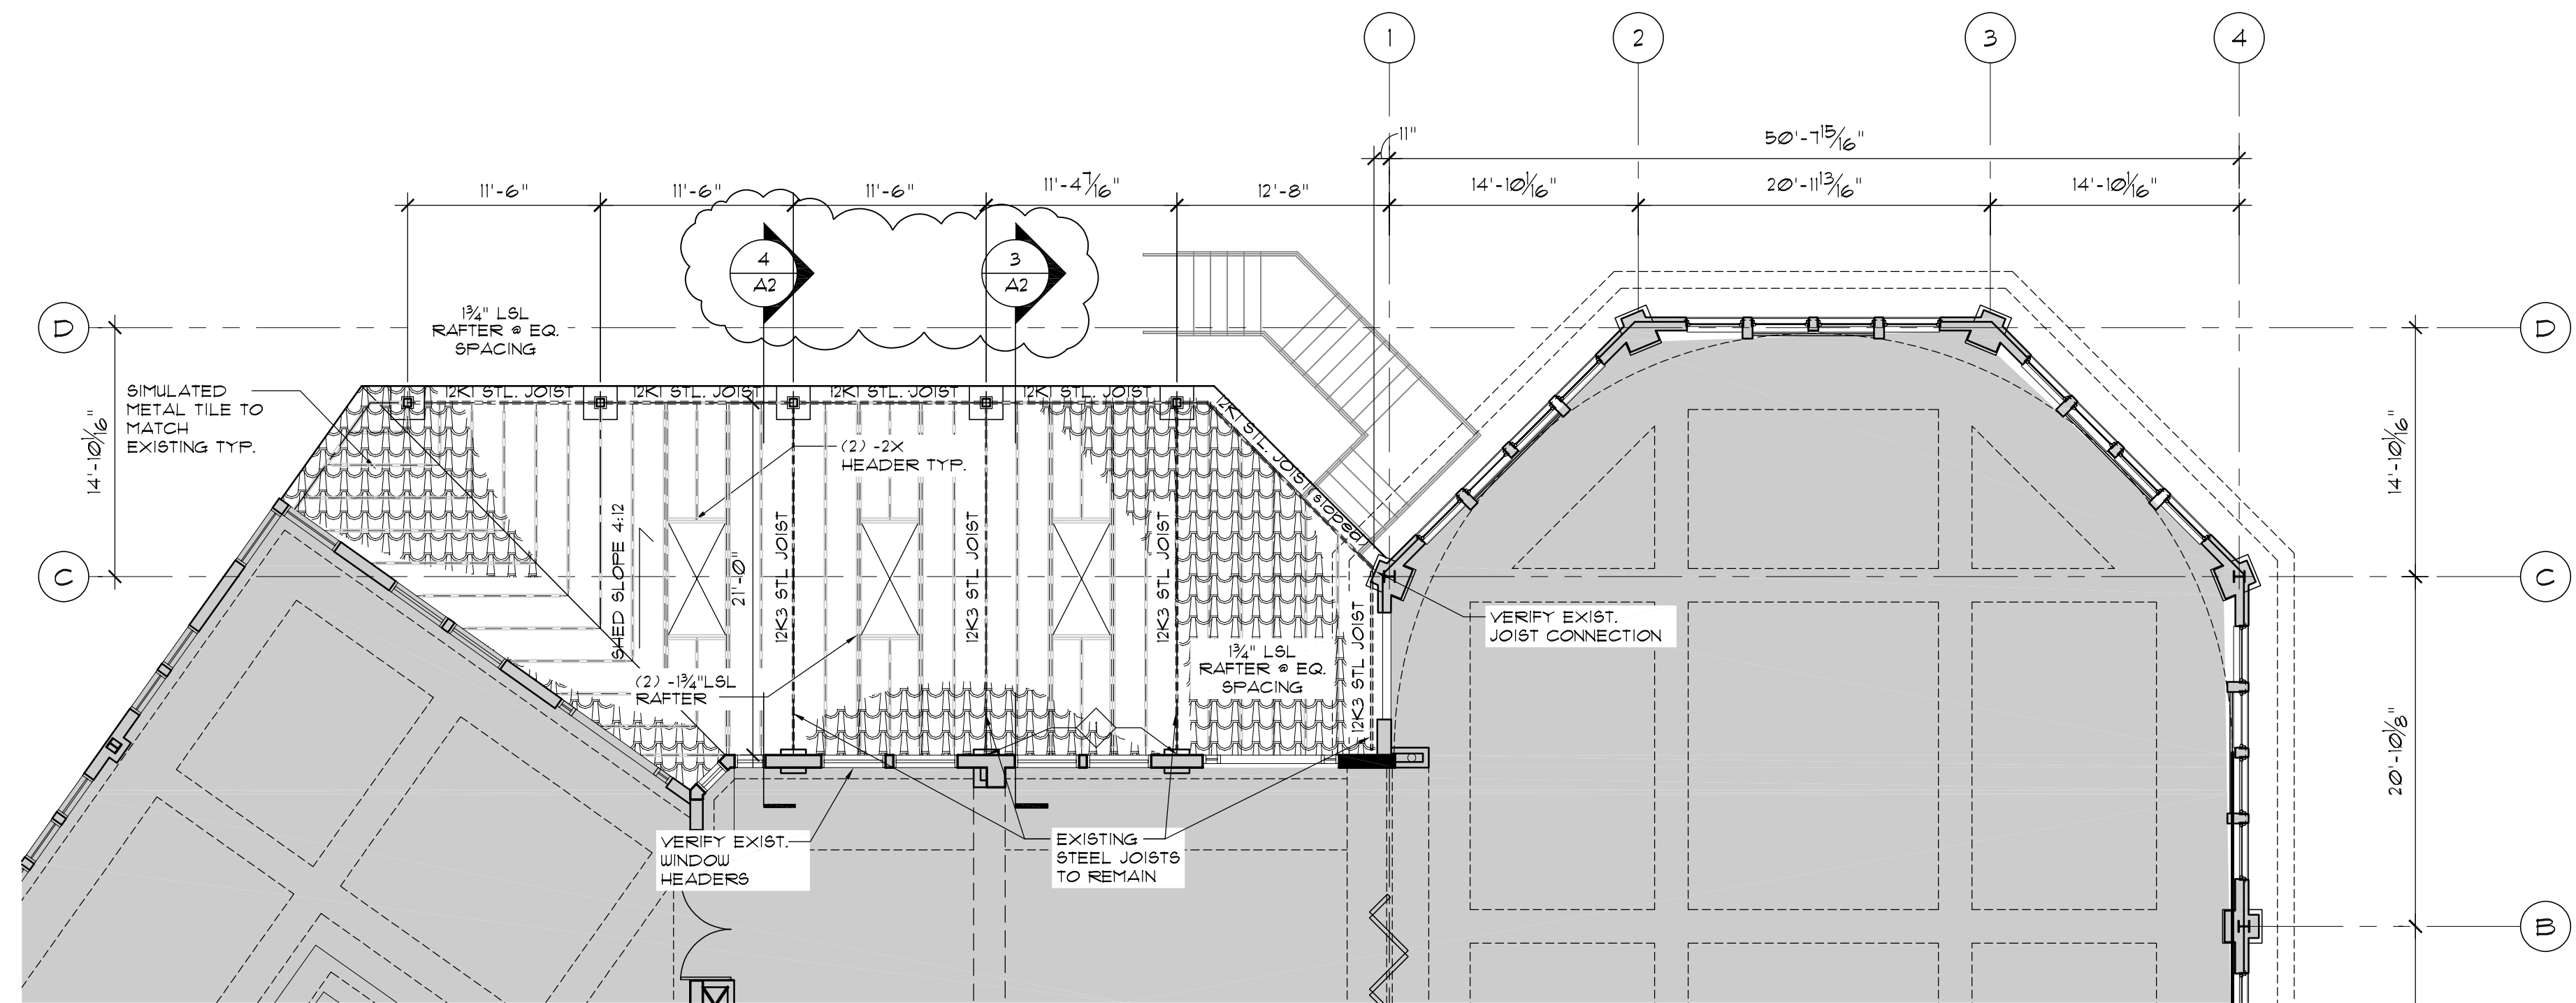 1
2
3
4
11"
50'-7 15/16"
11'-6"
11'-6"
11'-6"
11'-4 7/16"
12'-8"
14'-10 1/16"
20'-11 13/16"
14'-10 1/16"
4
A2
3
A2
D
D
1 3/4" LSL
RAFTER @ EQ.
SPACING
SIMULATED
METAL TILE TO
MATCH
EXISTING TYP.
12K1 STL. JOIST
12K1 STL. JOIST
12K1 STL. JOIST
12K1 STL. JOIST
12K1 STL. JOIST (sloped)
14'-10 1/16"
14'-10 1/16"
(2) -2X
HEADER TYP.
SHED SLOPE 4:12
21'-0"
12K3 STL JOIST
12K3 STL JOIST
12K3 STL JOIST
12K3 STL JOIST
C
C
VERIFY EXIST.
JOIST CONNECTION
1 3/4" LSL
RAFTER @ EQ.
SPACING
(2) -1 3/4" LSL
RAFTER
1
20'-10 1/8"
VERIFY EXIST.
WINDOW
HEADERS
EXISTING
STEEL JOISTS
TO REMAIN
B